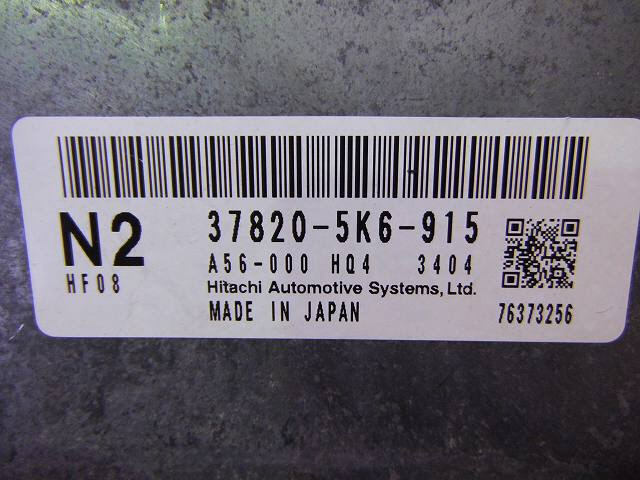 N2 37820-5K6-915
A56-000 HQ4 3404
HF08
Hitachi Automotive Systems, Ltd.
MADE IN JAPAN 76373256